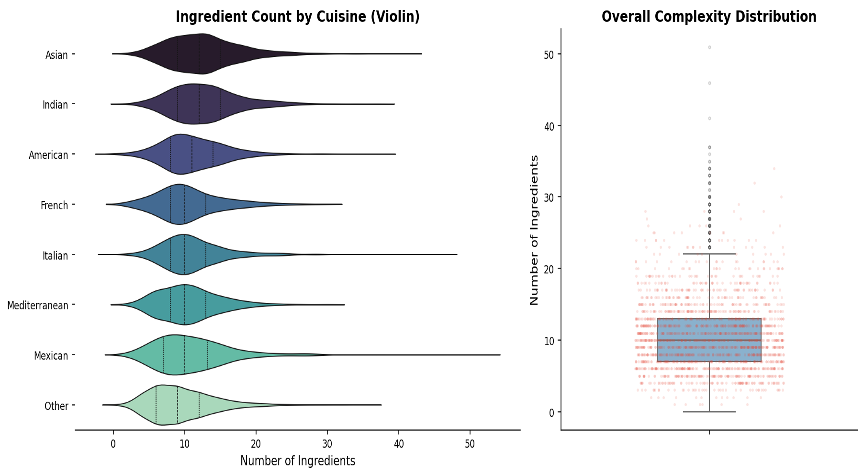 Ingredient Count by Cuisine (Violin)
Asian
Indian
American
French
Italian
Mediterranean
Mexican
Other
0 10 20 30 40 50
Number of Ingredients
Overall Complexity Distribution
Number of Ingredients
50
40
30
20
10
0